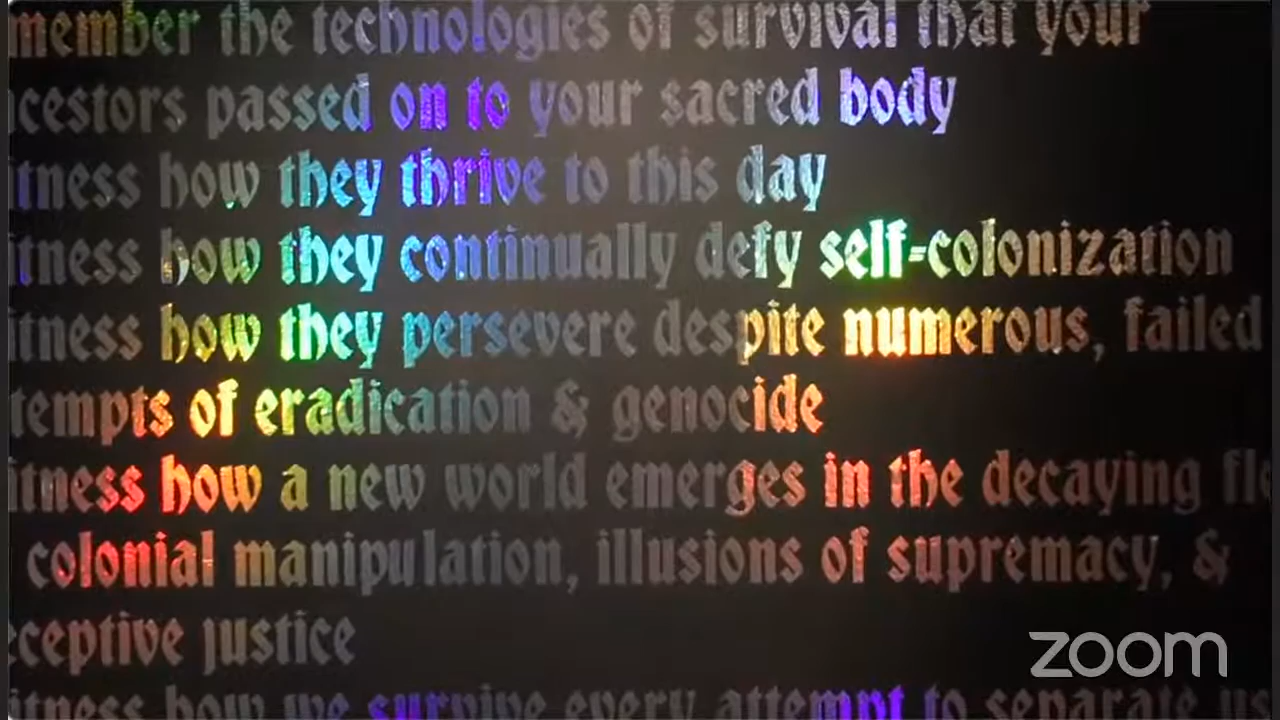 member the technologies of survival that your
cestors passed on to your sacred body
itness how they thrive to this day
itness how they continually defy self-colonization
itness how they persevere despite numerous, failed
tempts of eradication & genocide
itness how a new world emerges in the decaying fle
colonial manipulation, illusions of supremacy, &
ceptive justice
itness how we survive every attempt to separate us
zoom